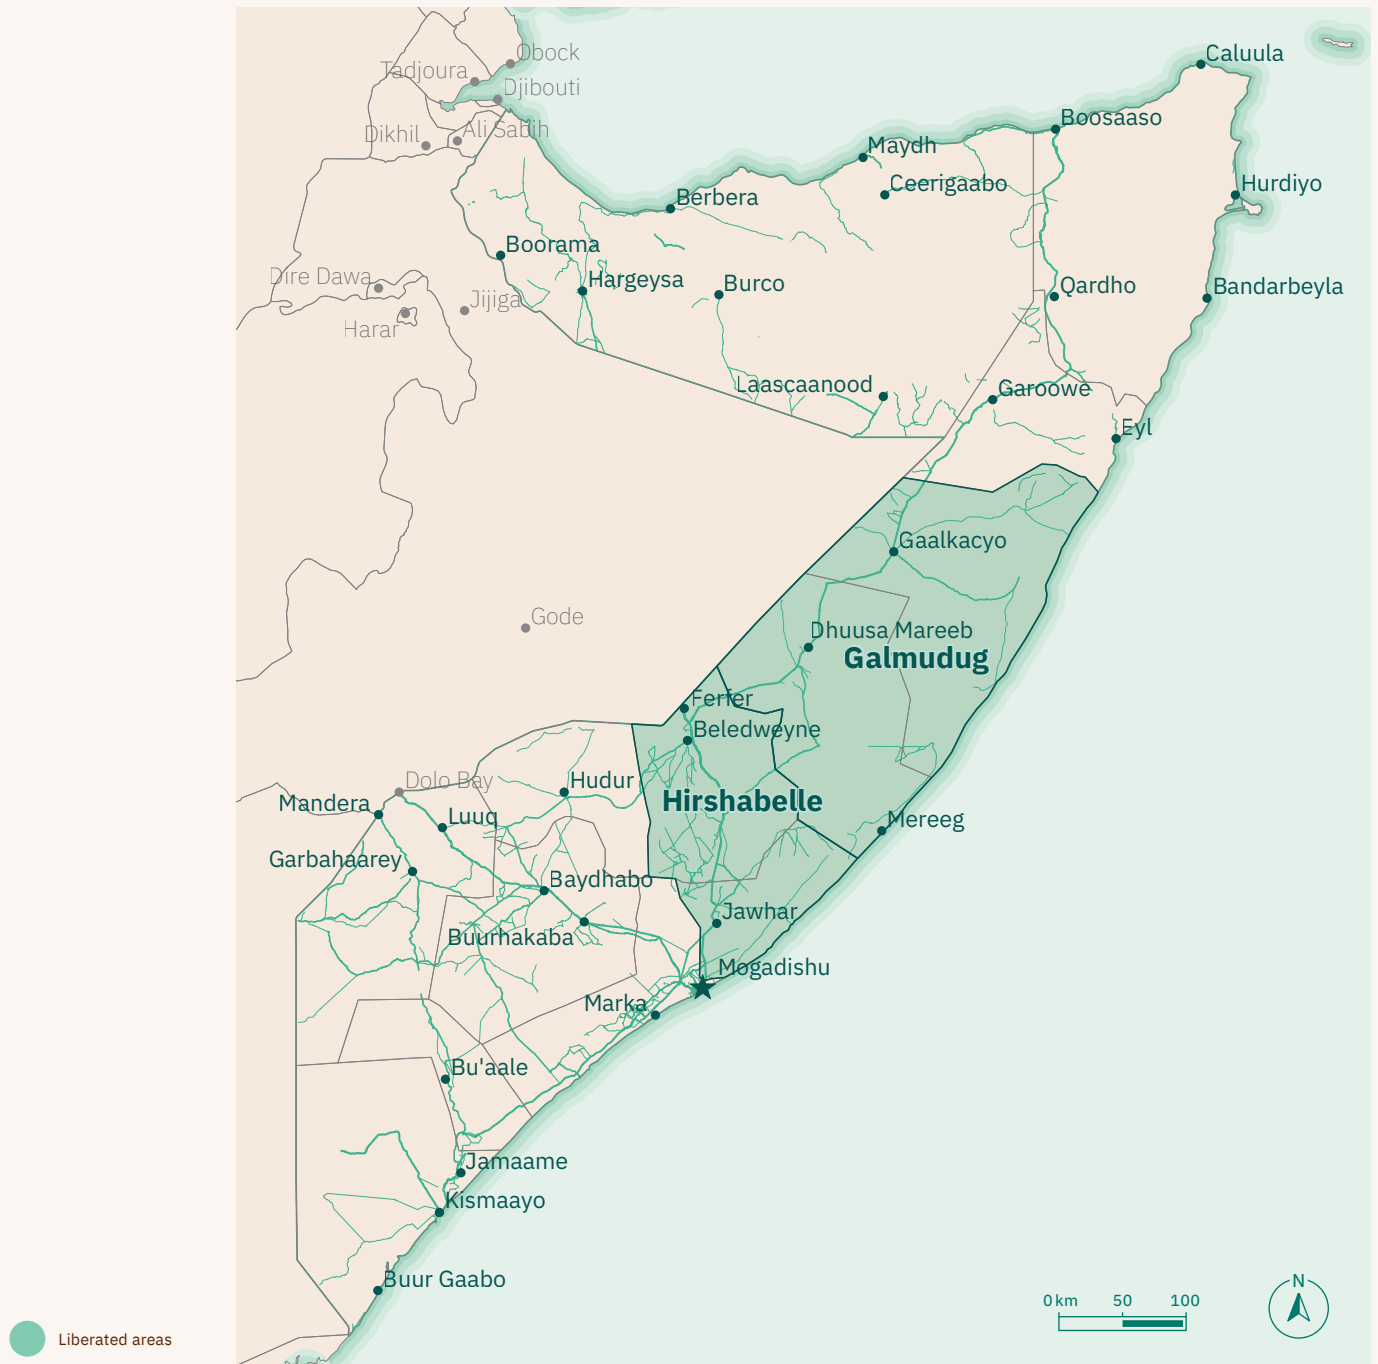 Obock
Caluula
Tadjoura
Djibouti
Boosaaso
Dikhil
Ali Sabih
Maydh
Ceerigaabo
Hurdiyo
Berbera
Boorama
Dire Dawa
Hargeysa
Burco
Qardho
Bandarbeyla
Jijiga
Harar
Laascaanood
Garoowe
Eyl
Gaalkacyo
Gode
Dhuusa Mareeb
Galmudug
Ferfer
Beledweyne
Dolo Bay
Hudur
Mandera
Hirshabelle
Luuq
Mereeg
Garbahaarey
Baydhabo
Jawhar
Buurhakaba
Mogadishu
Marka
Bu'aale
Jamaame
Kismaayo
Buur Gaabo
N
0 km 50 100
Liberated areas